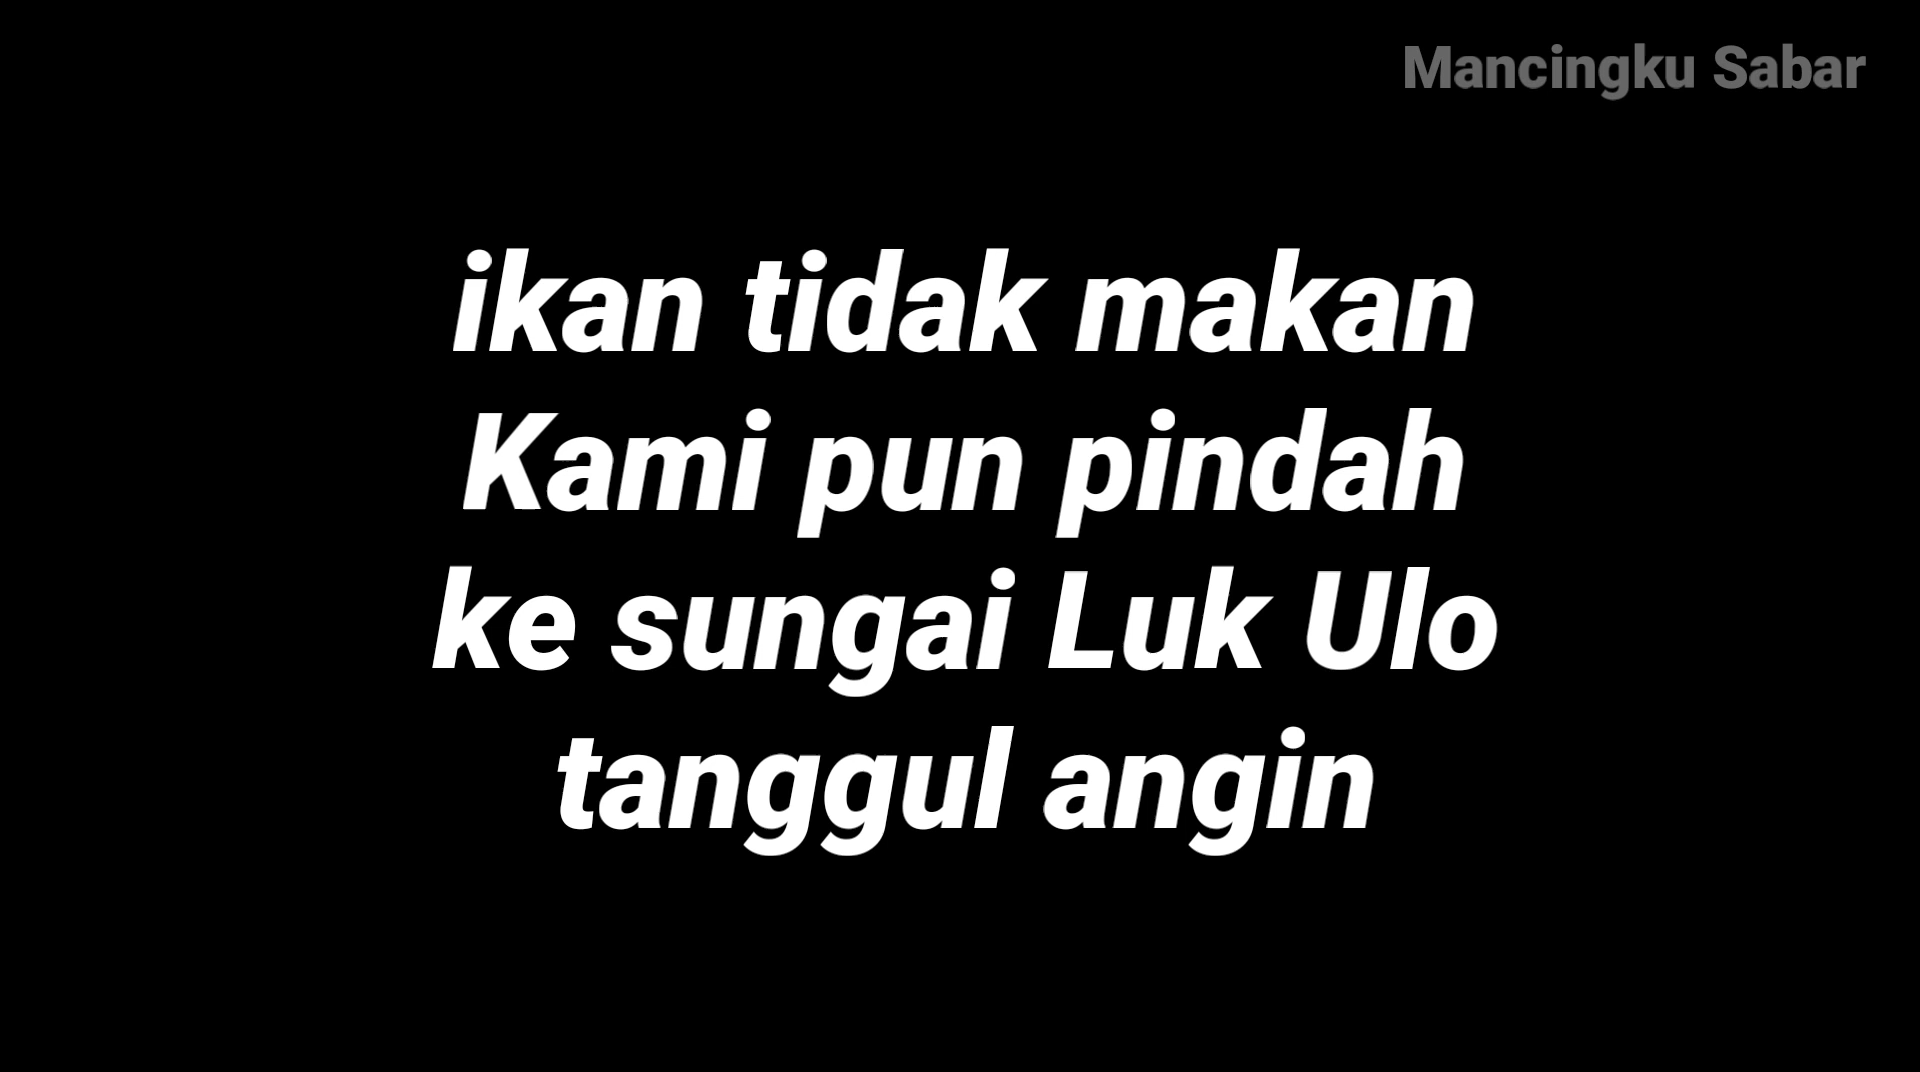 Mancingku Sabar
ikan tidak makan
Kami pun pindah
ke sungai Luk Ulo
tanggul angin